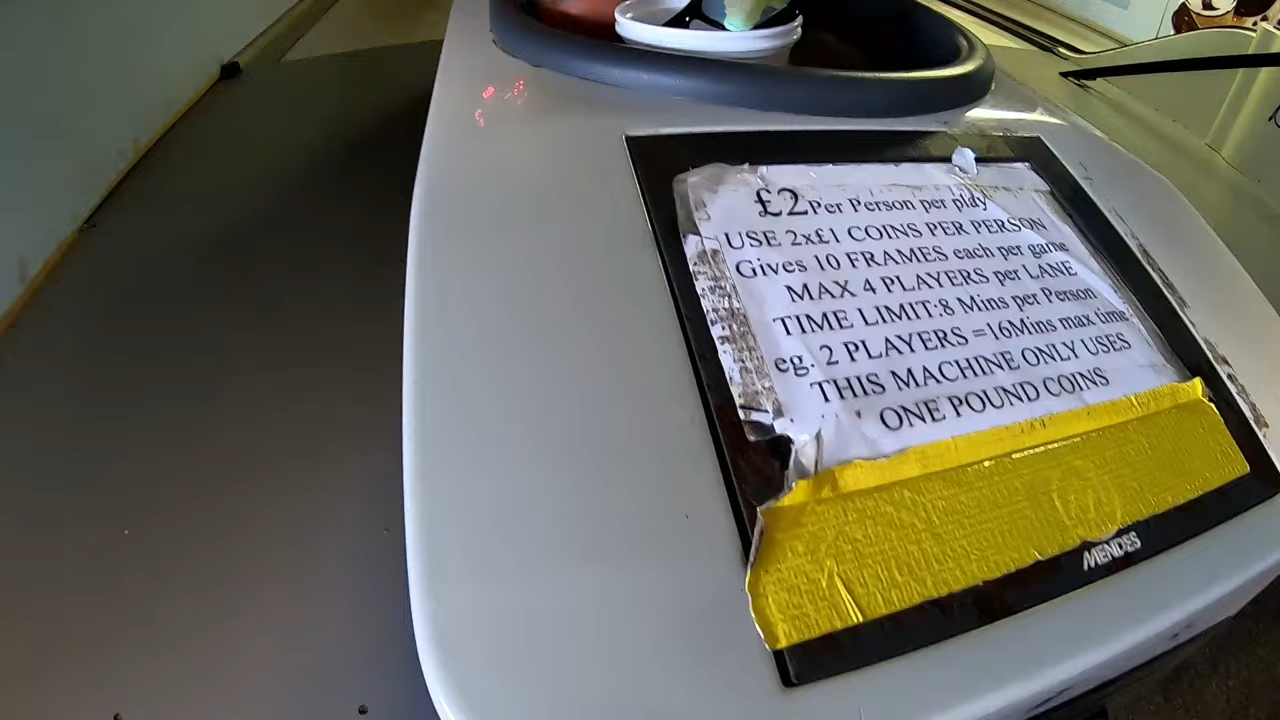 £2Per Person per play
USE 2x£1 COINS PER PERSON
Gives 10 FRAMES each per game
MAX 4 PLAYERS per LANE
TIME LIMIT:8 Mins per Person
eg. 2 PLAYERS =16Mins max time
THIS MACHINE ONLY USES
ONE POUND COINS
MENDES